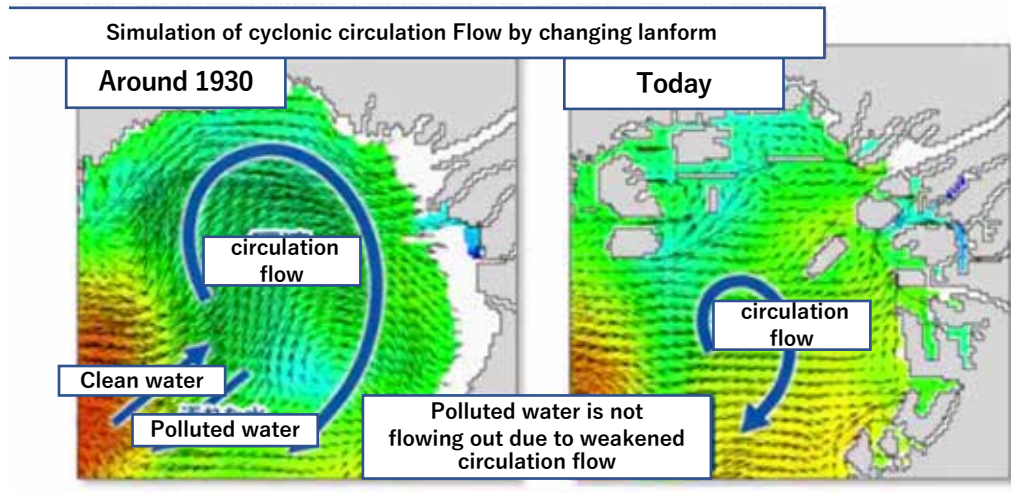 Simulation of cyclonic circulation Flow by changing lanform
Around 1930
Today
circulation
flow
Clean water
Polluted water
circulation
flow
Polluted water is not
flowing out due to weakened
circulation flow